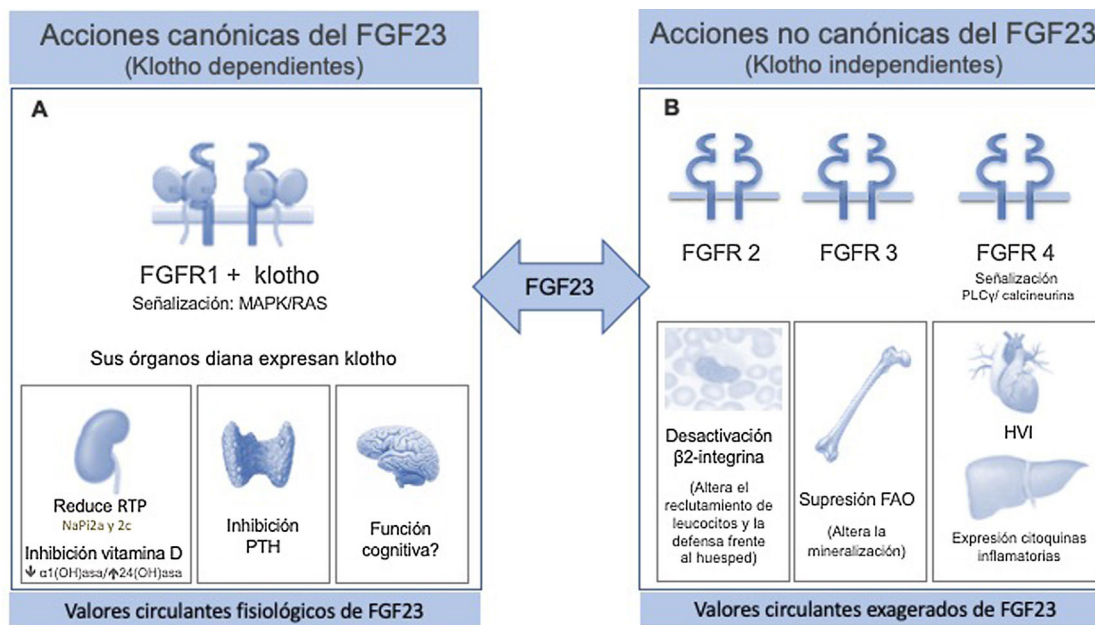 Acciones canónicas del FGF23
(Klotho dependientes)
A
FGFR1 + klotho
Señalización: MAPK/RAS
Sus órganos diana expresan klotho
Reduce RTP
NaPi2a y 2c
Inhibición vitamina D
↓ α1(OH)asa/↑24(OH)asa
Inhibición
PTH
Función
cognitiva?
Valores circulantes fisiológicos de FGF23
FGF23
Acciones no canónicas del FGF23
(Klotho independientes)
B
FGFR 2
FGFR 3
FGFR 4
Señalización
PLCγ/ calcineurina
Desactivación
β2-integrina
(Altera el
reclutamiento de
leucocitos y la
defensa frente
al huesped)
Supresión FAO
(Altera la
mineralización)
HVI
Expresión citoquinas
inflamatorias
Valores circulantes exagerados de FGF23